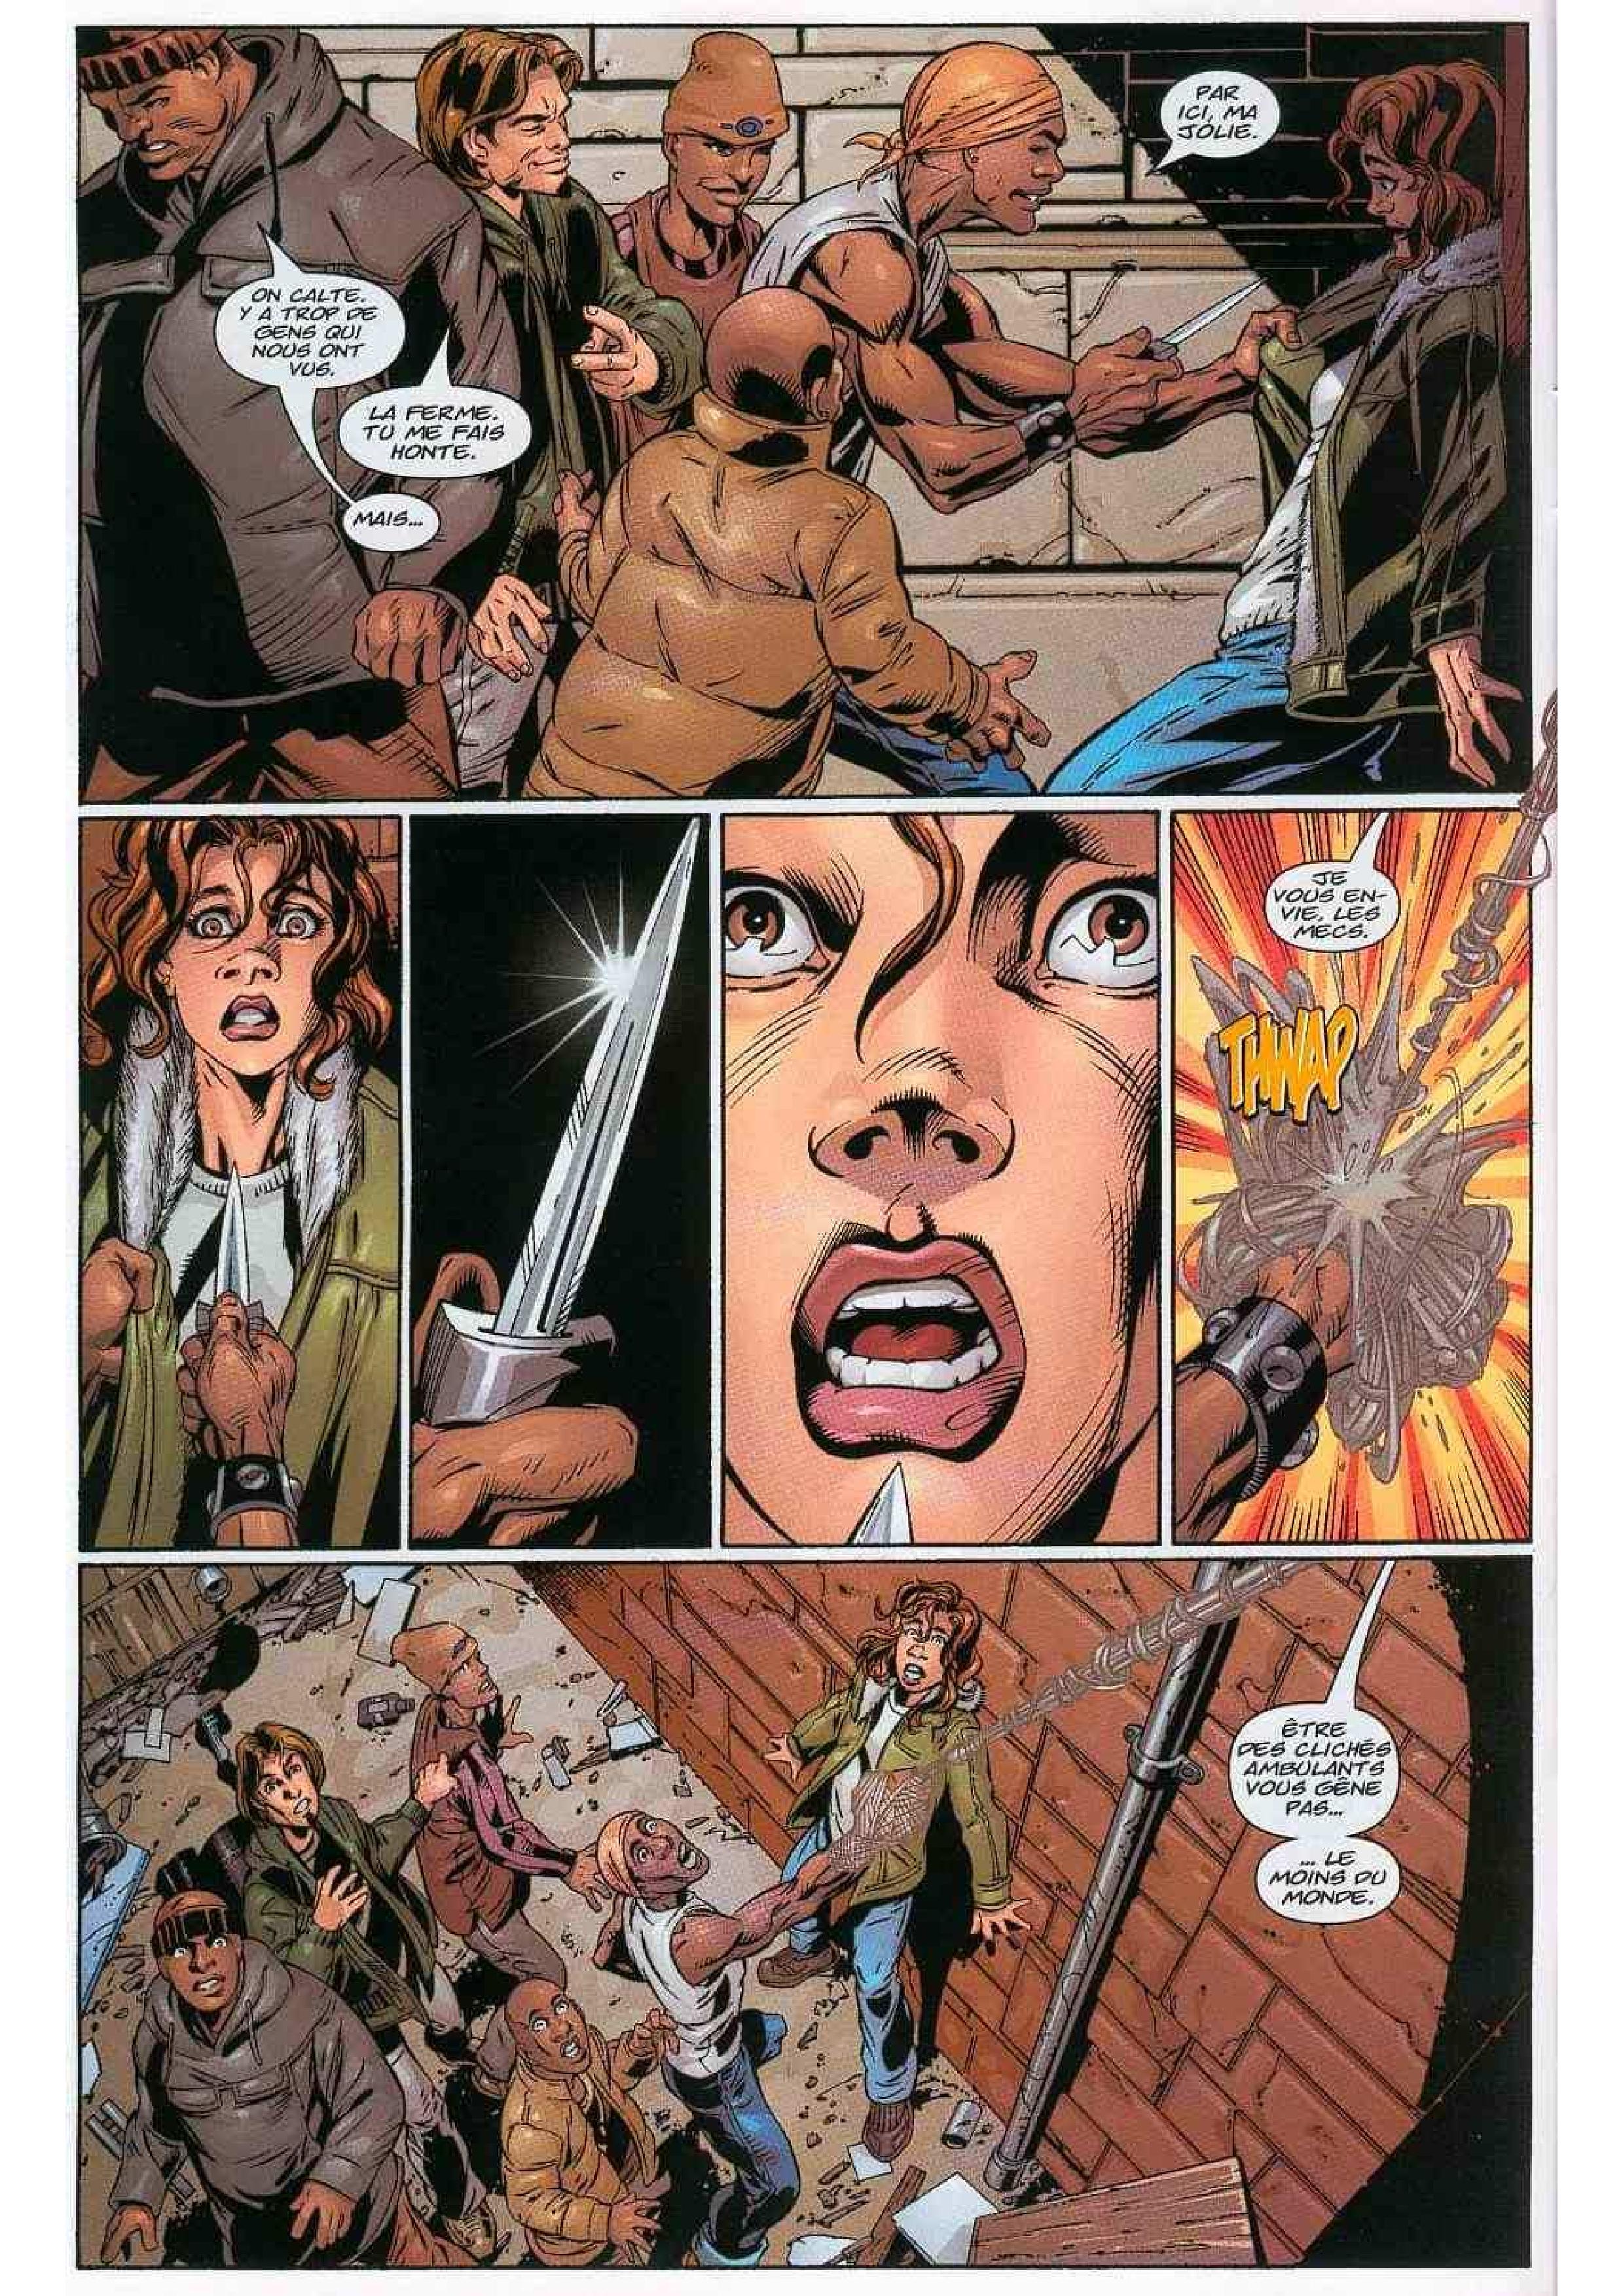 ON CALTE.
Y A TROP DE
GENS QUI
NOUS ONT
VUS.
LA FERME.
TU ME FAIS
HONTE.
MAIS...
PAR
ICI, MA
JOLIE.
JE
VOUS EN-
VIE, LES
MECS.
THWAP
ÊTRE
DES CLICHÉS
AMBULANTS
VOUS GÊNE
PAS...
... LE
MOINS DU
MONDE.